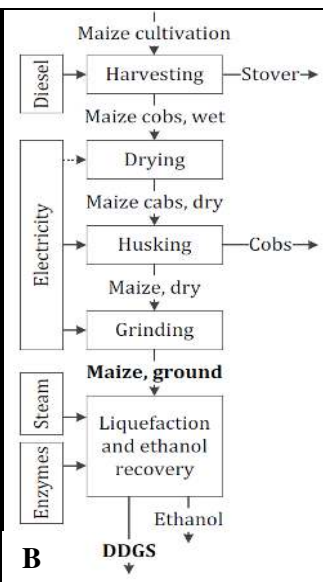 Maize cultivation
Diesel
Harvesting
Stover
Maize cobs, wet
Electricity
Drying
Maize cabs, dry
Husking
Cobs
Maize, dry
Grinding
Maize, ground
Steam
Enzymes
Liquefaction
and ethanol
recovery
Ethanol
DDGS
B